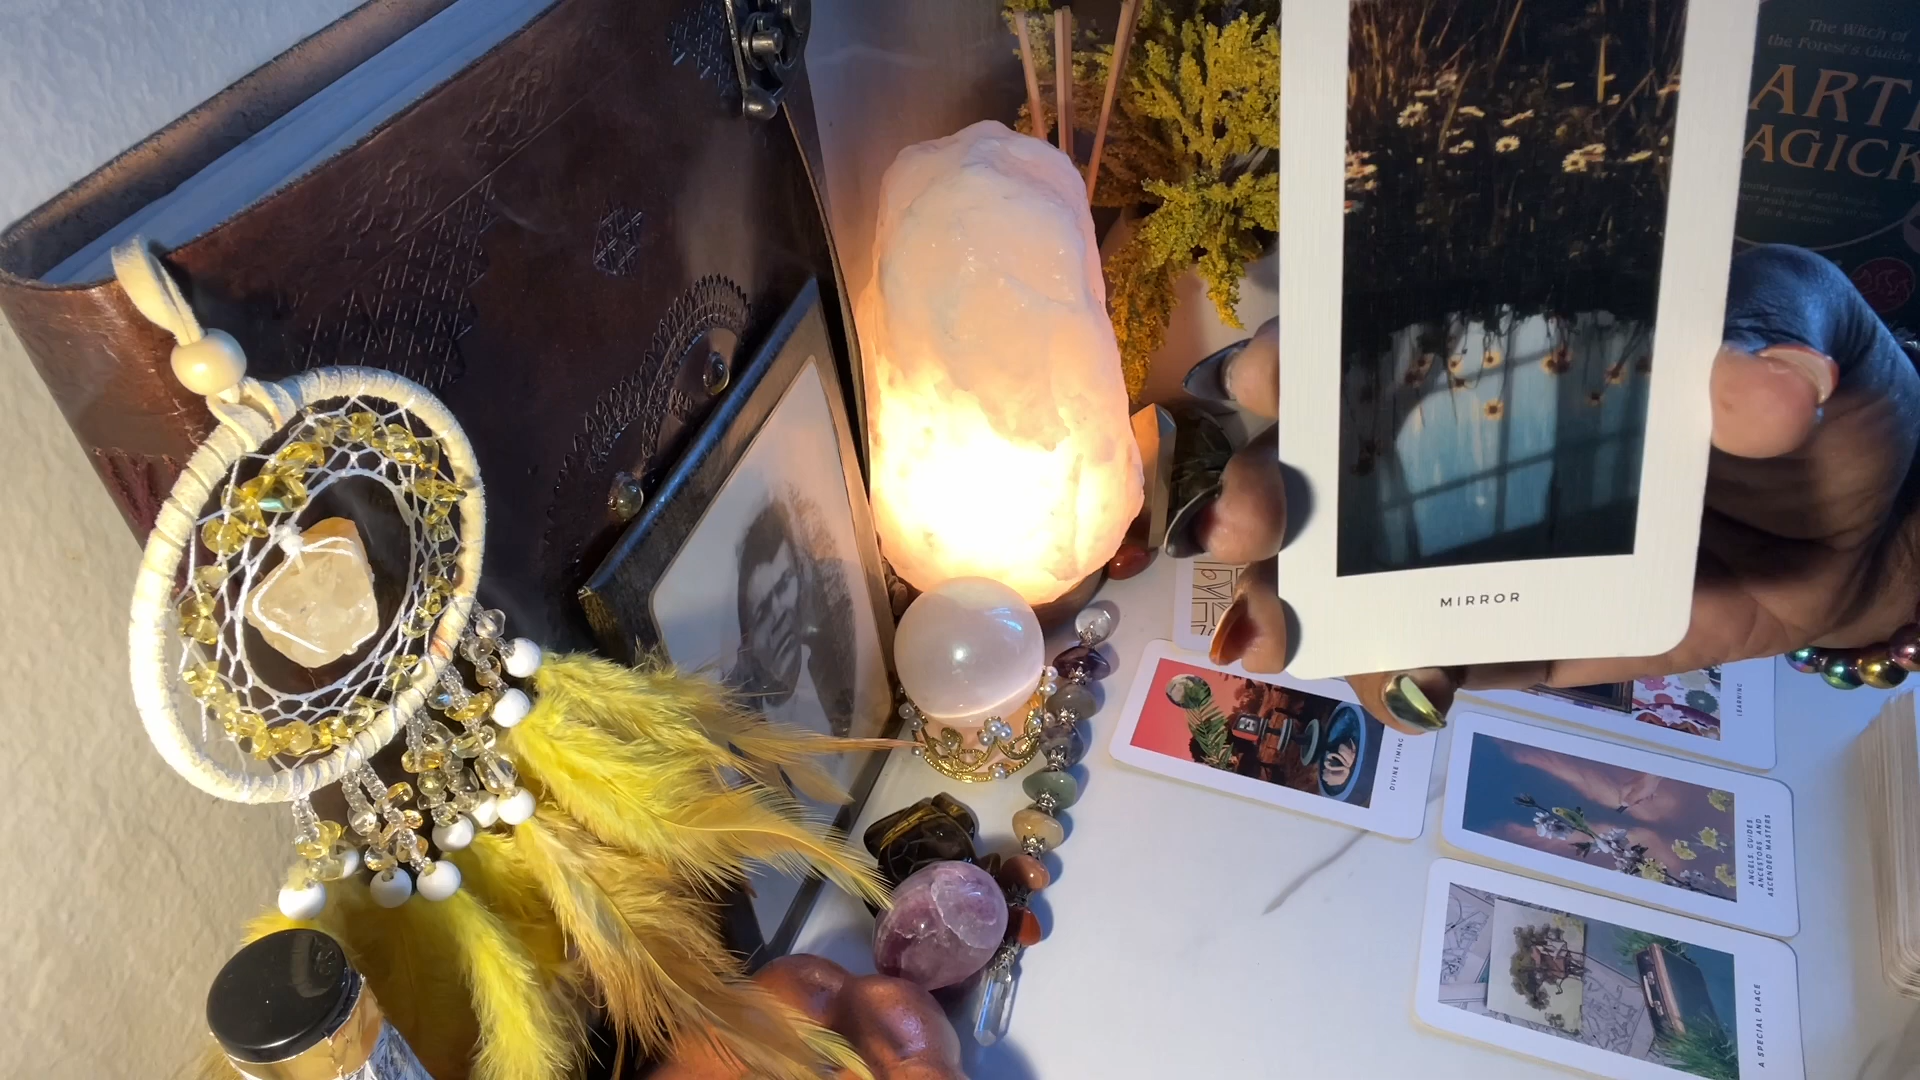 The Witch of
the Forest's Guide
ART
AGICK
MIRROR
LEARNING
DIVINE TIMING
ANGELS, GUIDES,
ANCESTORS AND
ASCENDED MASTERS
A SPECIAL PLACE